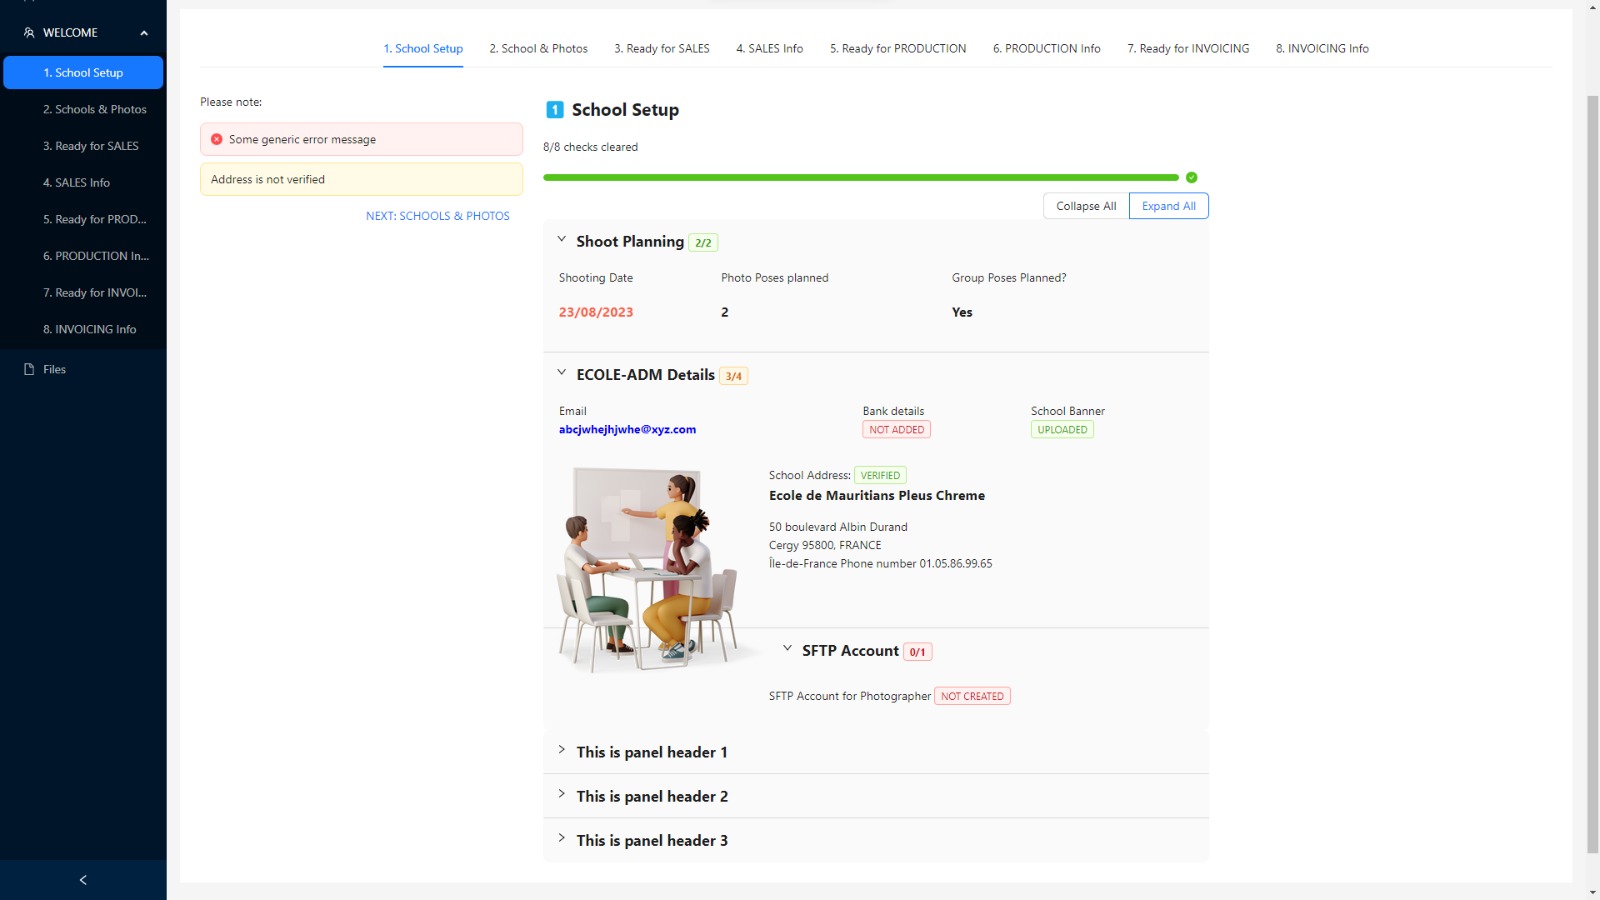 WELCOME
1. School Setup
2. Schools & Photos
3. Ready for SALES
4. SALES Info
5. Ready for PROD...
6. PRODUCTION In...
7. Ready for INVOI...
8. INVOICING Info
Files
1. School Setup 2. School & Photos 3. Ready for SALES 4. SALES Info 5. Ready for PRODUCTION 6. PRODUCTION Info 7. Ready for INVOICING 8. INVOICING Info
Please note:
Some generic error message
Address is not verified
NEXT: SCHOOLS & PHOTOS
1 School Setup
8/8 checks cleared
Collapse All Expand All
Shoot Planning 2/2
Shooting Date Photo Poses planned Group Poses Planned?
23/08/2023 2 Yes
ECOLE-ADM Details 3/4
Email Bank details School Banner
abcjwhejhjwhe@xyz.com NOT ADDED UPLOADED
School Address: VERIFIED
Ecole de Mauritians Pleus Chreme
50 boulevard Albin Durand
Cergy 95800, FRANCE
Île-de-France Phone number 01.05.86.99.65
SFTP Account 0/1
SFTP Account for Photographer NOT CREATED
This is panel header 1
This is panel header 2
This is panel header 3